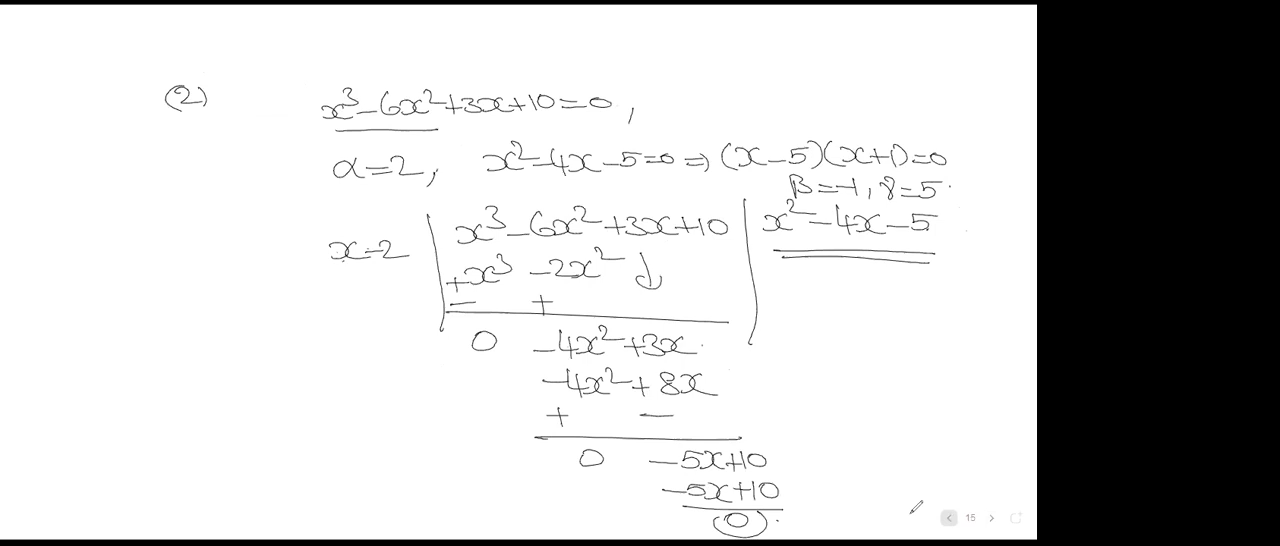 (2) x³ - 6x² + 3x + 10 = 0,
α = 2, x² - 4x - 5 = 0 ⇒ (x - 5)(x + 1) = 0
β = -1, γ = 5.
x - 2 | x³ - 6x² + 3x + 10 | x² - 4x - 5
+x³ - 2x² ↓
- +
0 - 4x² + 3x
-4x² + 8x
+ -
0 - 5x + 10
-5x + 10
(0)
15